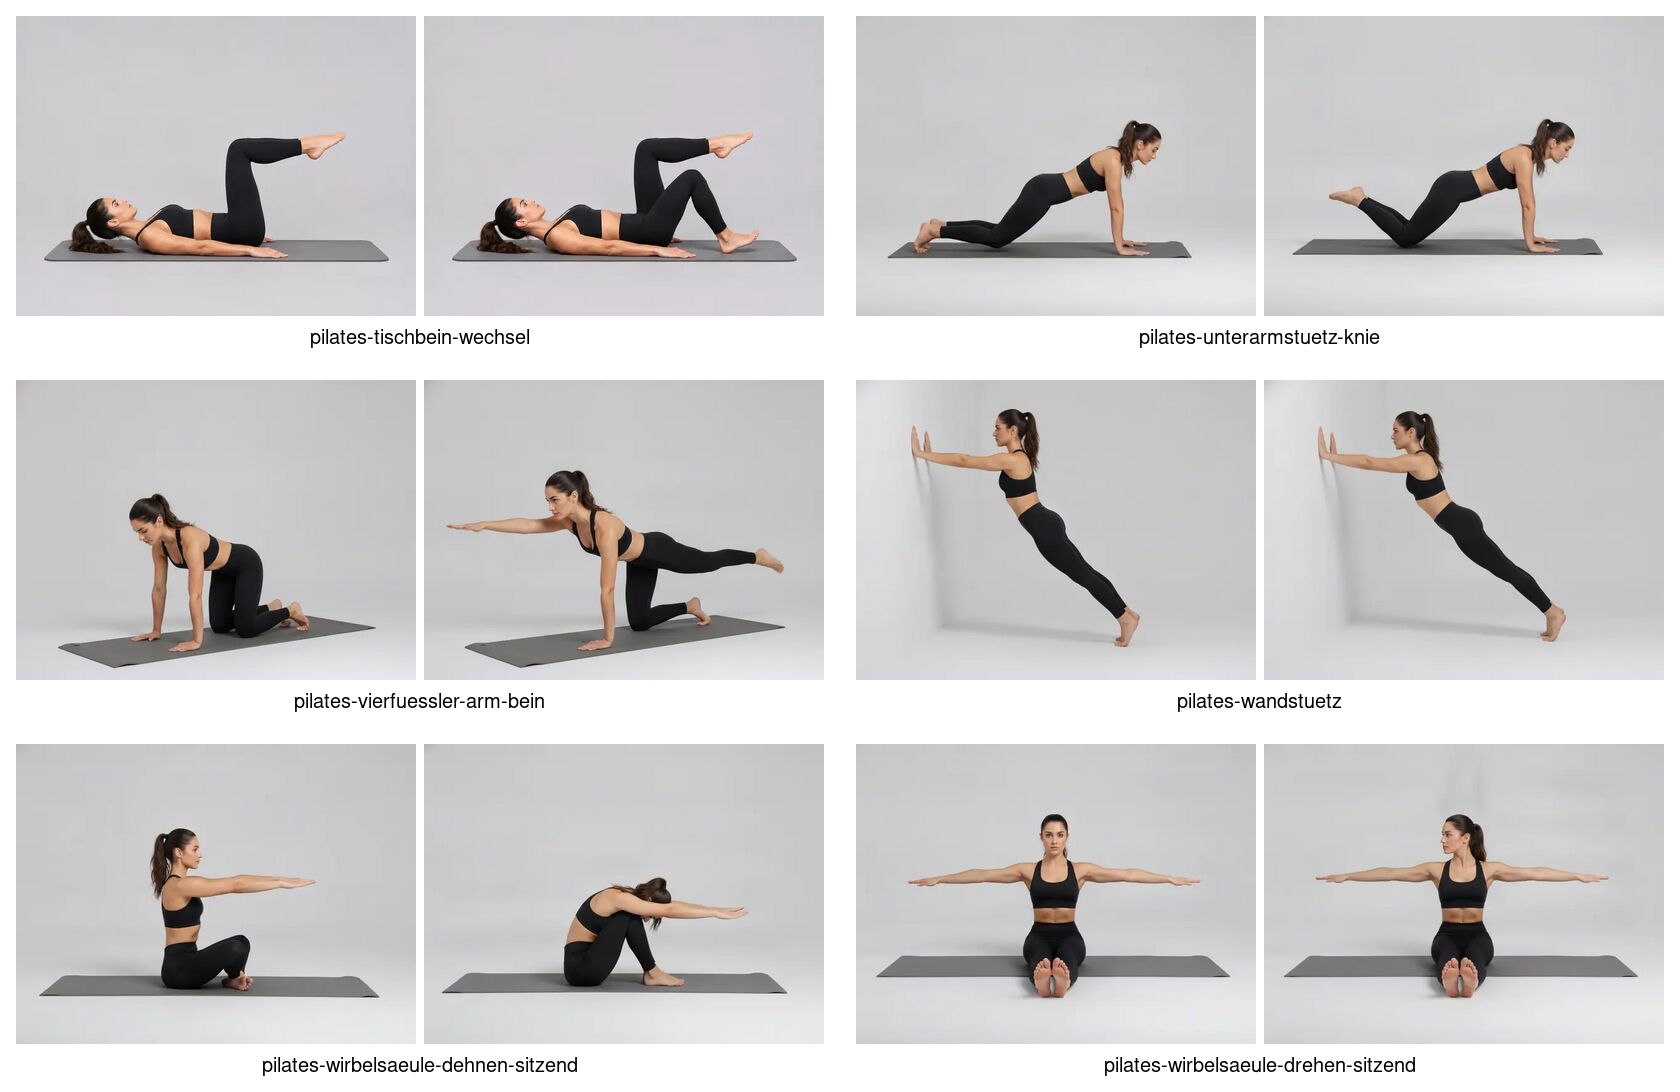 pilates-tischbein-wechsel
pilates-unterarmstuetz-knie
pilates-vierfuessler-arm-bein
pilates-wandstuetz
pilates-wirbelsaeule-dehnen-sitzend
pilates-wirbelsaeule-drehen-sitzend